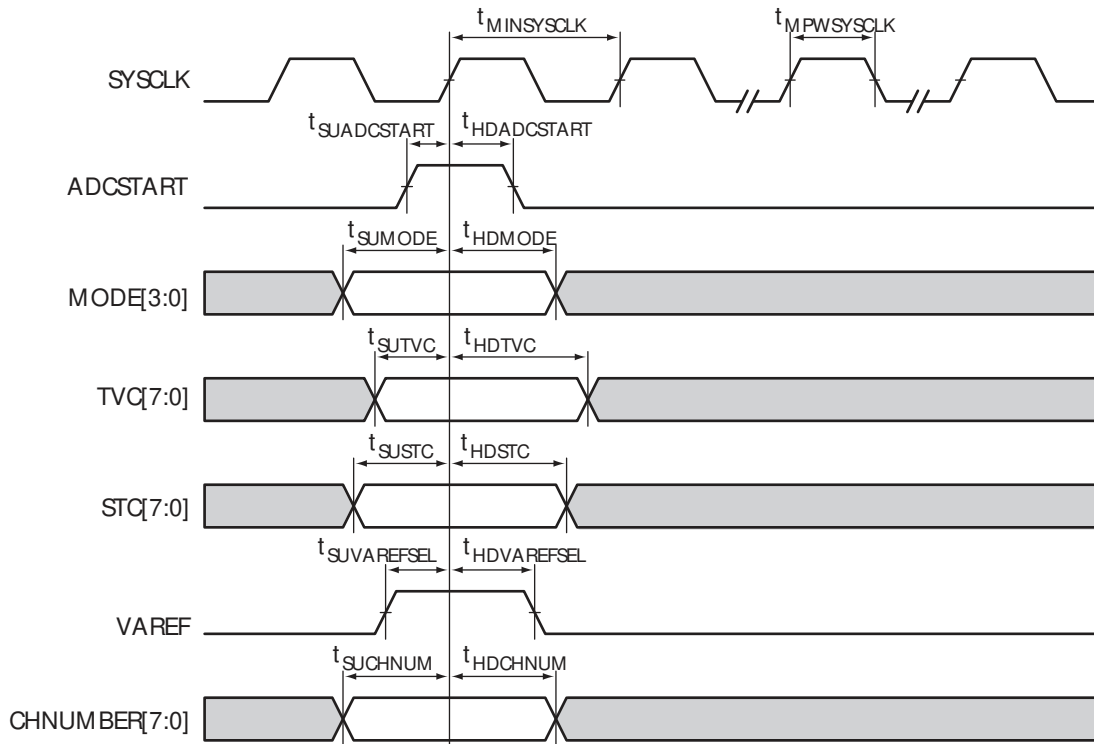 tMINSYSCLK tMPWSYSCLK
SYSCLK
tSUADCSTART tHDADCSTART
ADCSTART
tSUMODE tHDMODE
MODE[3:0]
tSUTVC tHDTVC
TVC[7:0]
tSUSTC tHDSTC
STC[7:0]
tSUVAREFSEL tHDVAREFSEL
VAREF
tSUCHNUM tHDCHNUM
CHNUMBER[7:0]